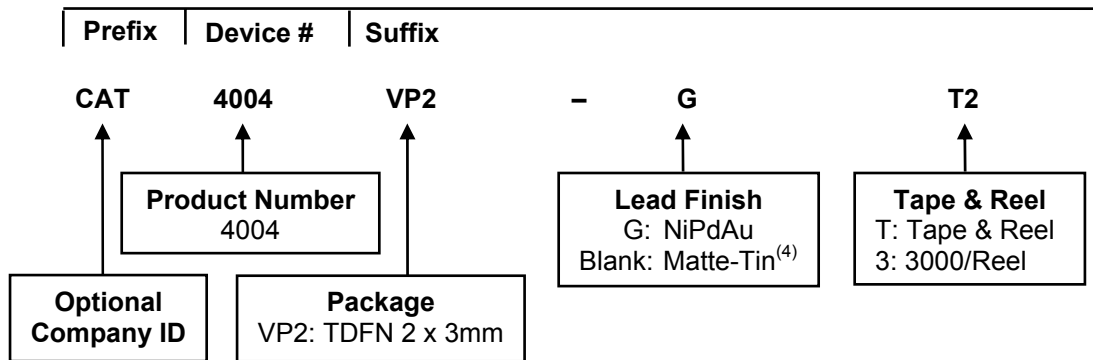 Prefix Device # Suffix
CAT 4004 VP2 – G T2
Product Number
4004
Lead Finish
G: NiPdAu
Blank: Matte-Tin(4)
Tape & Reel
T: Tape & Reel
3: 3000/Reel
Optional
Company ID
Package
VP2: TDFN 2 x 3mm